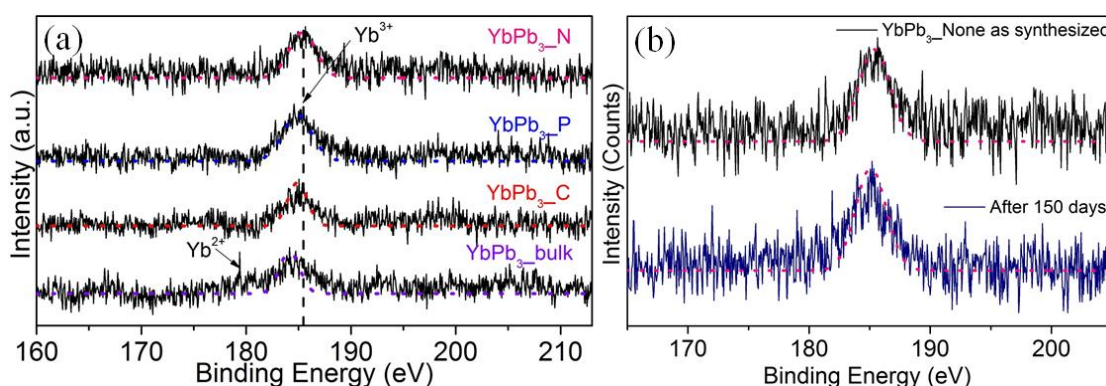 (a)
Yb3+
YbPb3_N
YbPb3_P
YbPb3_C
Yb2+
YbPb3_bulk
Intensity (a.u.)
160 170 180 190 200 210
Binding Energy (eV)
(b)
YbPb3_None as synthesized
After 150 days
Intensity (Counts)
170 180 190 200
Binding Energy (eV)